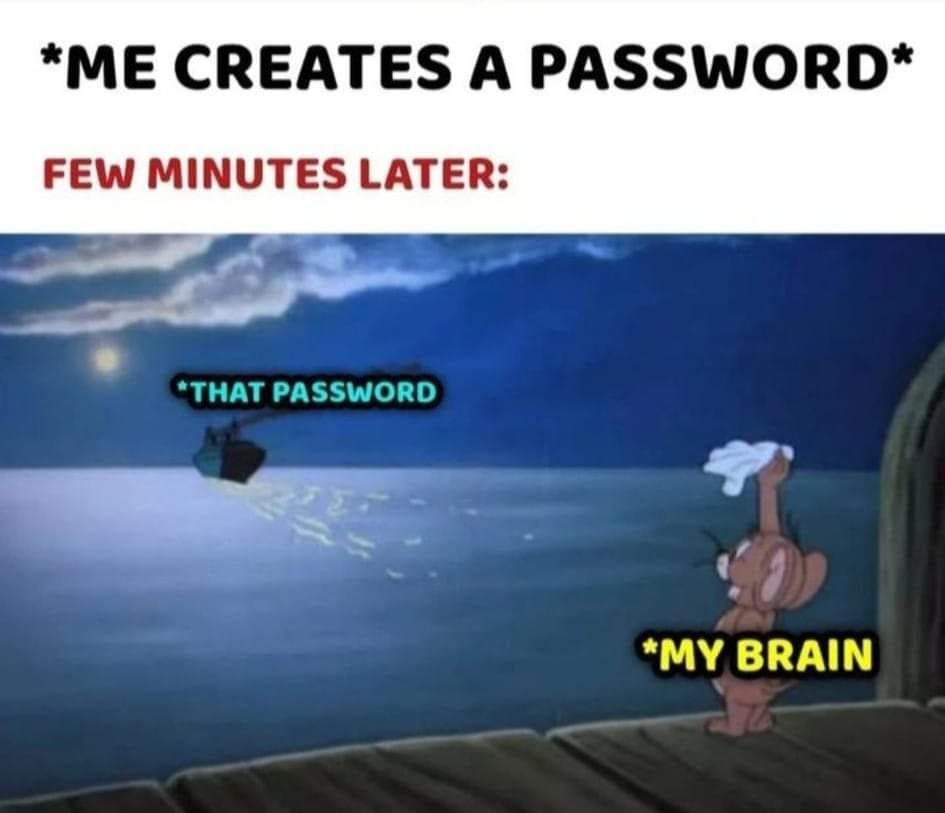 *ME CREATES A PASSWORD*
FEW MINUTES LATER:
*THAT PASSWORD
*MY BRAIN